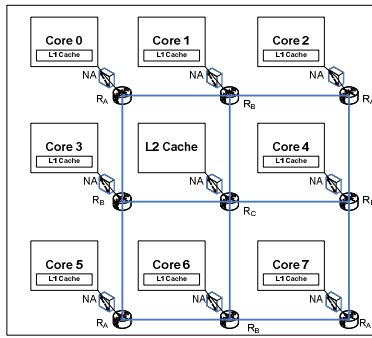 Core 0
L1 Cache
NA
RA
Core 1
L1 Cache
NA
RB
Core 2
L1 Cache
NA
RA
Core 3
L1 Cache
NA
RB
L2 Cache
NA
RC
Core 4
L1 Cache
NA
RB
Core 5
L1 Cache
NA
RA
Core 6
L1 Cache
NA
RB
Core 7
L1 Cache
NA
RA